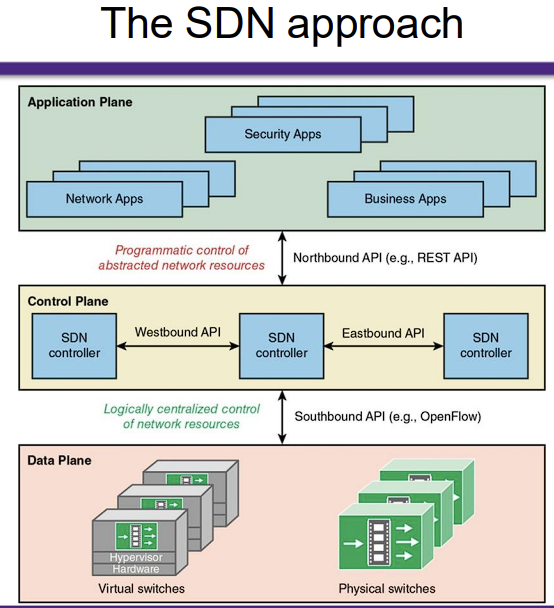 The SDN approach
Application Plane
Security Apps
Network Apps
Business Apps
Programmatic control of
abstracted network resources
Northbound API (e.g., REST API)
Control Plane
SDN
controller
Westbound API
SDN
controller
Eastbound API
SDN
controller
Logically centralized control
of network resources
Southbound API (e.g., OpenFlow)
Data Plane
Hypervisor
Hardware
Virtual switches
Physical switches